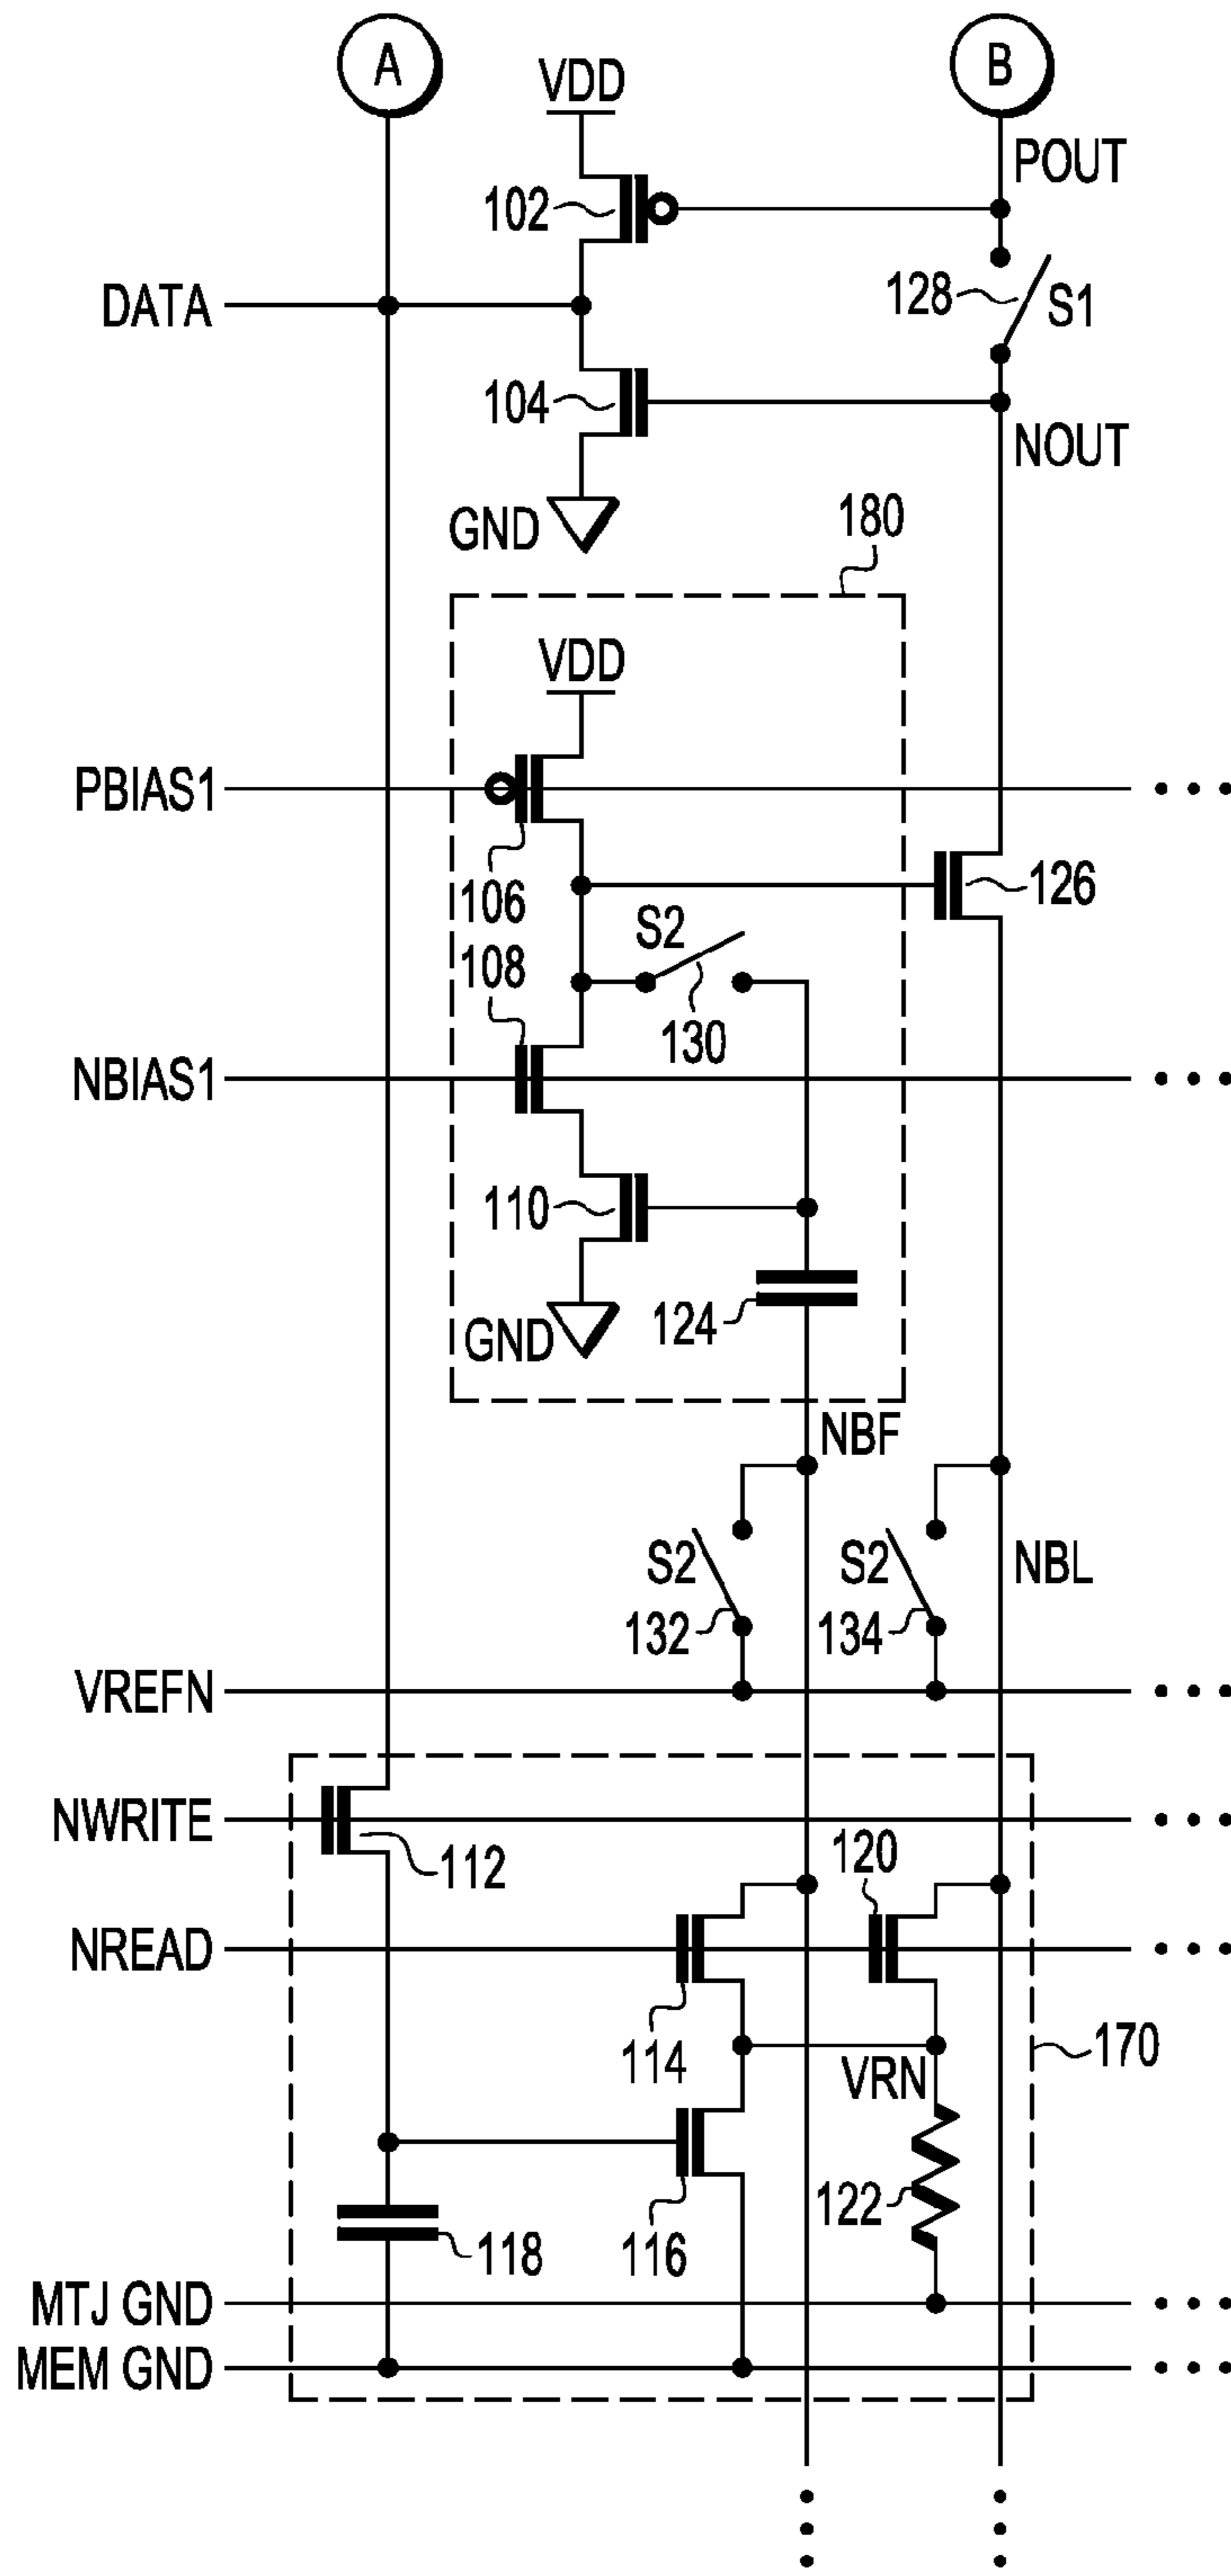 A
B
VDD
POUT
102
128
S1
DATA
104
NOUT
GND
180
VDD
PBIAS1
106
126
S2
108
130
NBIAS1
110
124
GND
NBF
S2
132
S2
134
NBL
VREFN
NWRITE
112
120
NREAD
114
VRN
170
116
122
118
MTJ GND
MEM GND